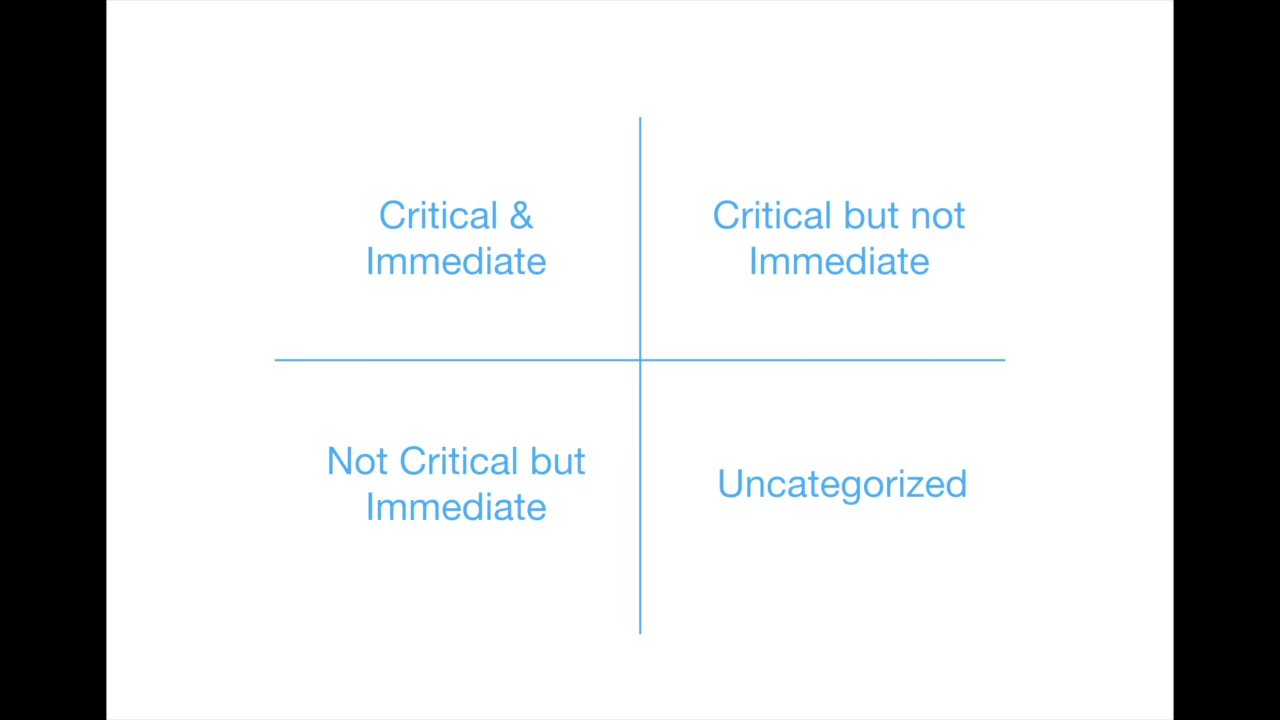 Critical &
Immediate
Critical but not
Immediate
Not Critical but
Immediate
Uncategorized